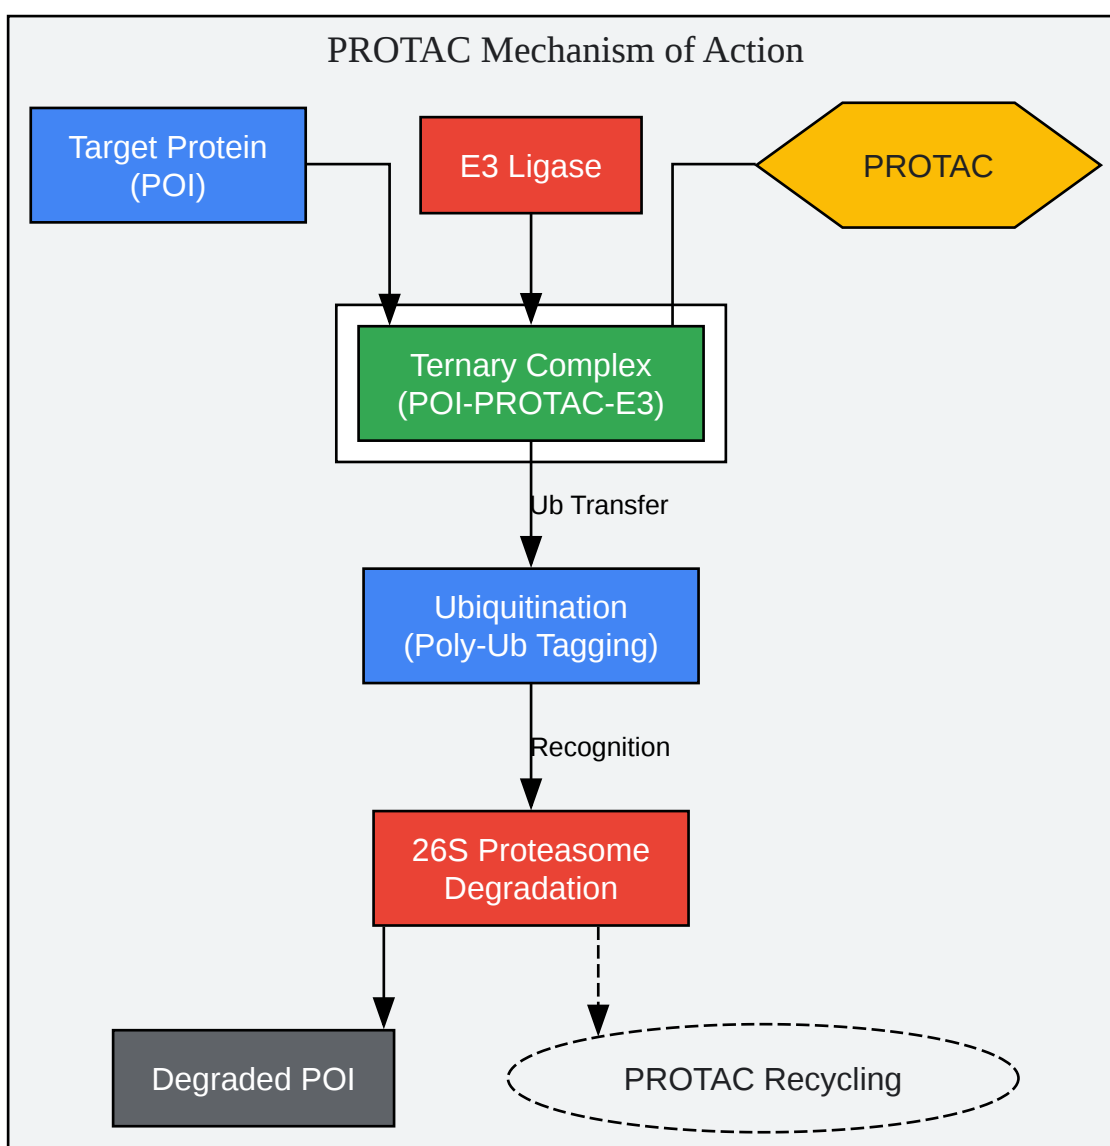 PROTAC Mechanism of Action
Target Protein
(POI)
E3 Ligase
PROTAC
Ternary Complex
(POI-PROTAC-E3)
Ub Transfer
Ubiquitination
(Poly-Ub Tagging)
Recognition
26S Proteasome
Degradation
Degraded POI
PROTAC Recycling